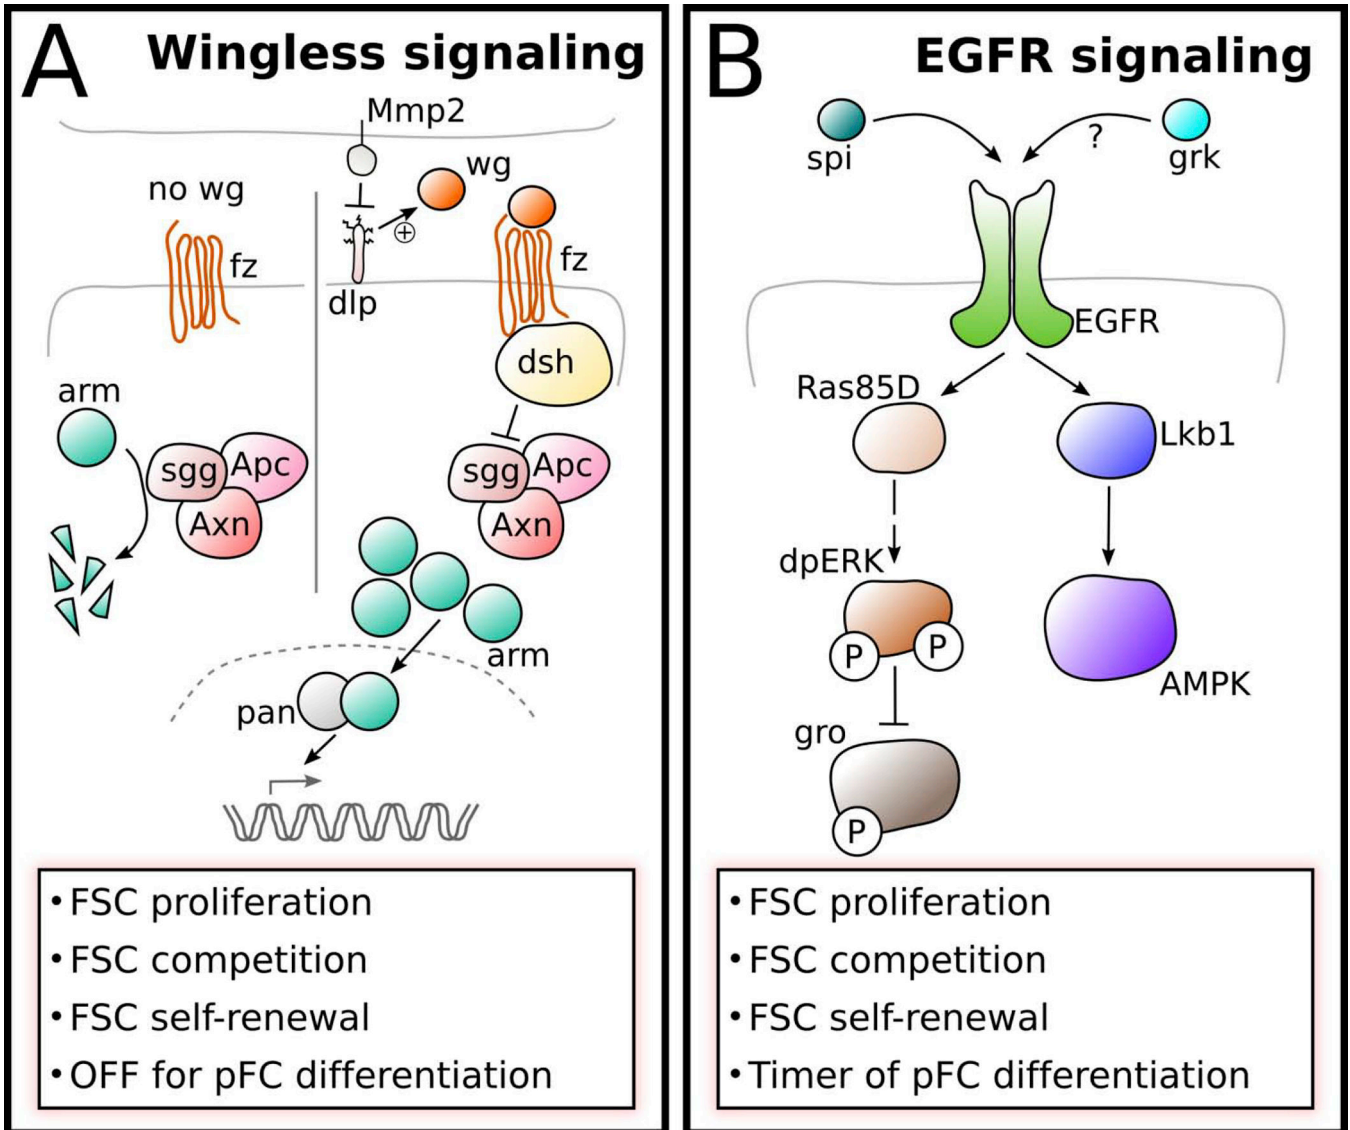 A Wingless signaling
Mmp2
wg
no wg
fz
fz
dlp
dsh
arm
sgg Apc
Axn
sgg Apc
Axn
arm
pan
• FSC proliferation
• FSC competition
• FSC self-renewal
• OFF for pFC differentiation
B EGFR signaling
spi
?
grk
EGFR
Ras85D
Lkb1
dpERK
P P
AMPK
gro
P
• FSC proliferation
• FSC competition
• FSC self-renewal
• Timer of pFC differentiation